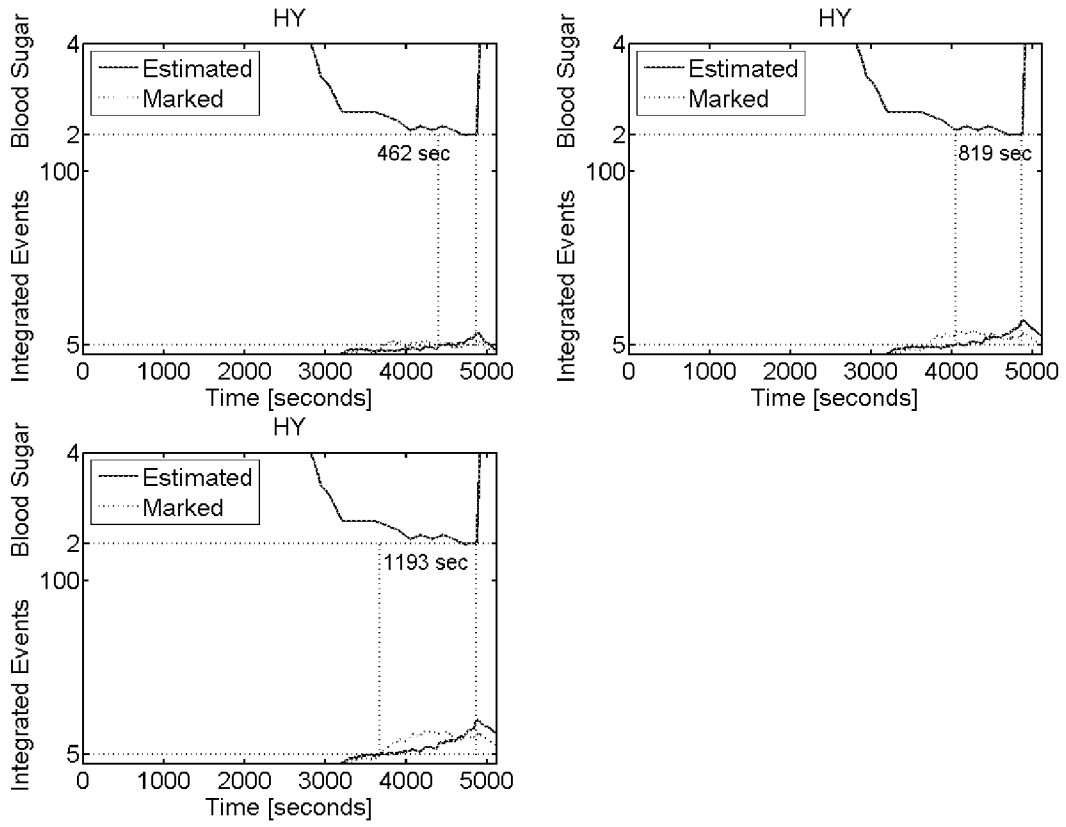 HY
Blood Sugar
4
2
Estimated
Marked
462 sec
Integrated Events
100
5
0 1000 2000 3000 4000 5000
Time [seconds]
HY
Blood Sugar
4
2
Estimated
Marked
819 sec
Integrated Events
100
5
0 1000 2000 3000 4000 5000
Time [seconds]
HY
Blood Sugar
4
2
Estimated
Marked
1193 sec
Integrated Events
100
5
0 1000 2000 3000 4000 5000
Time [seconds]